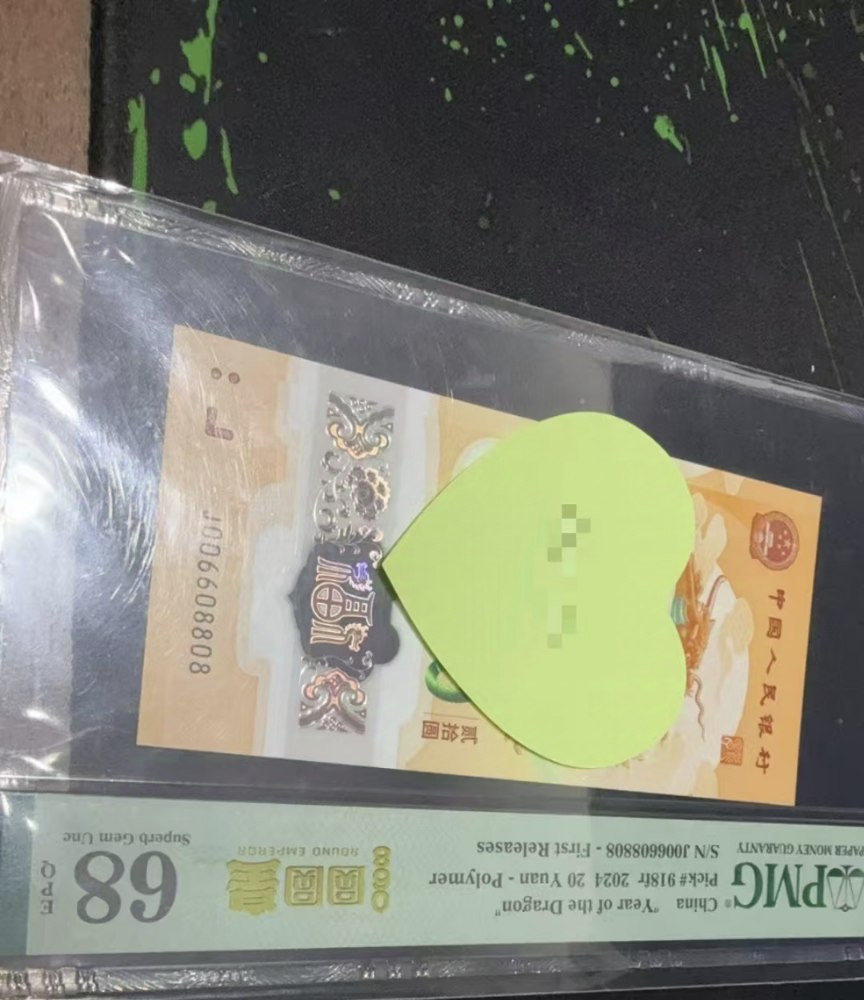 中国人民银行
贰拾圆
福
J006608808
PMG
PAPER MONEY GUARANTY
China "Year of the Dragon"
Pick# 918fr 2024 20 Yuan - Polymer
S/N J006608808 - First Releases
ROUND EMPEROR
68
EPQ
Superb Gem Unc